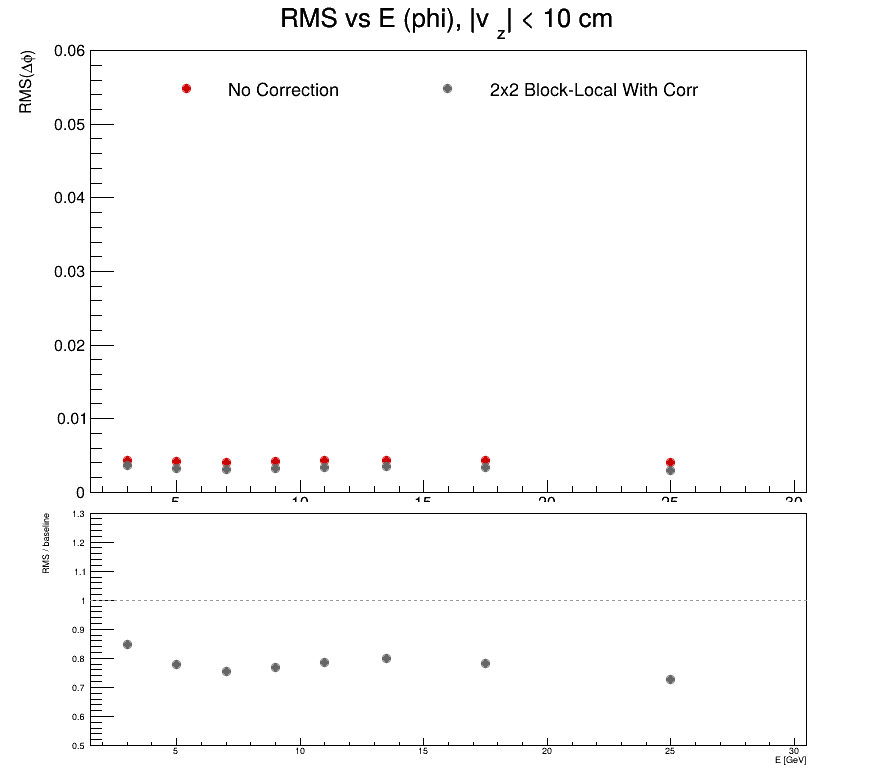 RMS vs E (phi), |v z| < 10 cm
RMS(Δϕ)
No Correction 2x2 Block-Local With Corr
0.06
0.05
0.04
0.03
0.02
0.01
0
5 10 15 20 25 30
RMS / baseline
1.3
1.2
1.1
1
0.9
0.8
0.7
0.6
0.5
5 10 15 20 25 30
E [GeV]